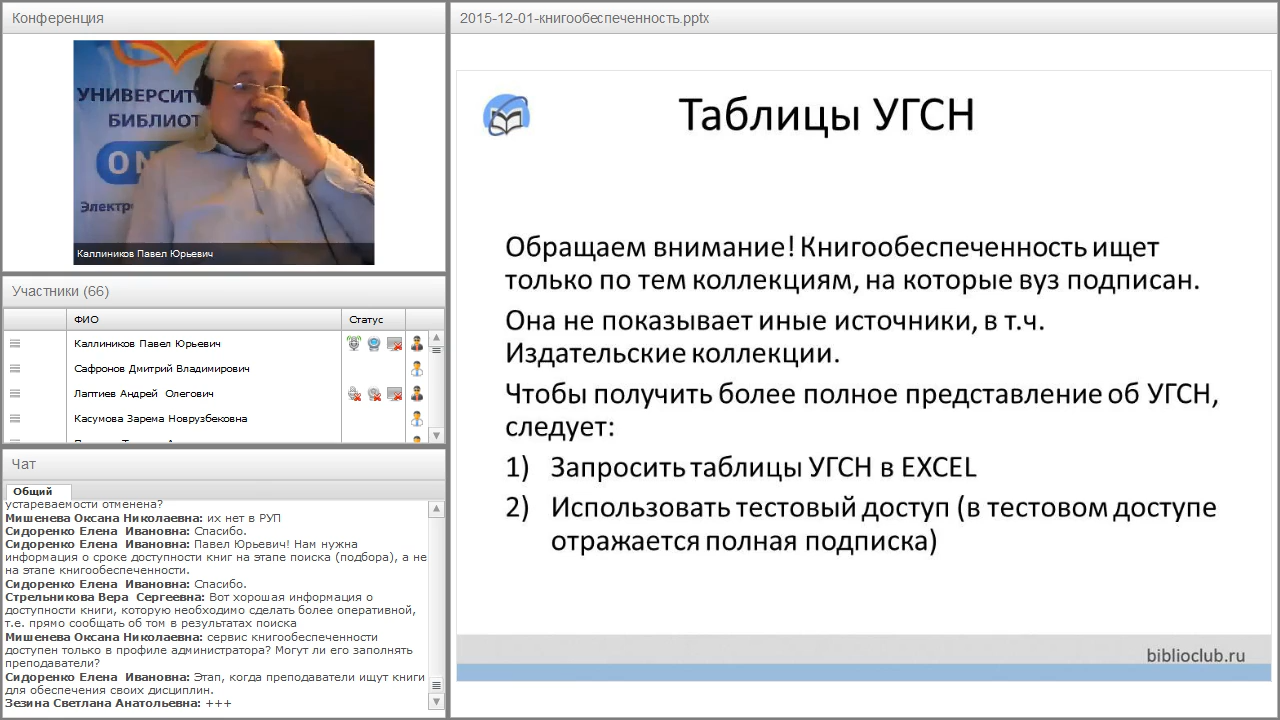 Конференция
УНИВЕРСИТ
БИБЛИОТ
ON
Электро
Каллиников Павел Юрьевич
Участники (66)
ФИО Статус
Каллиников Павел Юрьевич
Сафронов Дмитрий Владимирович
Лаптиев Андрей Олегович
Касумова Зарема Новрузбековна
Чат
Общий
устареваемости отменена?
Мишенева Оксана Николаевна: их нет в РУП
Сидоренко Елена Ивановна: Спасибо.
Сидоренко Елена Ивановна: Павел Юрьевич! Нам нужна
информация о сроке доступности книг на этапе поиска (подбора), а не
на этапе книгообеспеченности.
Сидоренко Елена Ивановна: Спасибо.
Стрельникова Вера Сергеевна: Вот хорошая информация о
доступности книги, которую необходимо сделать более оперативной,
т.е. прямо сообщать об том в результатах поиска
Мишенева Оксана Николаевна: сервис книгообеспеченности
доступен только в профиле администратора? Могут ли его заполнять
преподаватели?
Сидоренко Елена Ивановна: Этап, когда преподаватели ищут книги
для обеспечения своих дисциплин.
Зезина Светлана Анатольевна: +++
2015-12-01-книгообеспеченность.pptx
Таблицы УГСН
Обращаем внимание! Книгообеспеченность ищет
только по тем коллекциям, на которые вуз подписан.
Она не показывает иные источники, в т.ч.
Издательские коллекции.
Чтобы получить более полное представление об УГСН,
следует:
1) Запросить таблицы УГСН в EXCEL
2) Использовать тестовый доступ (в тестовом доступе
отражается полная подписка)
biblioclub.ru